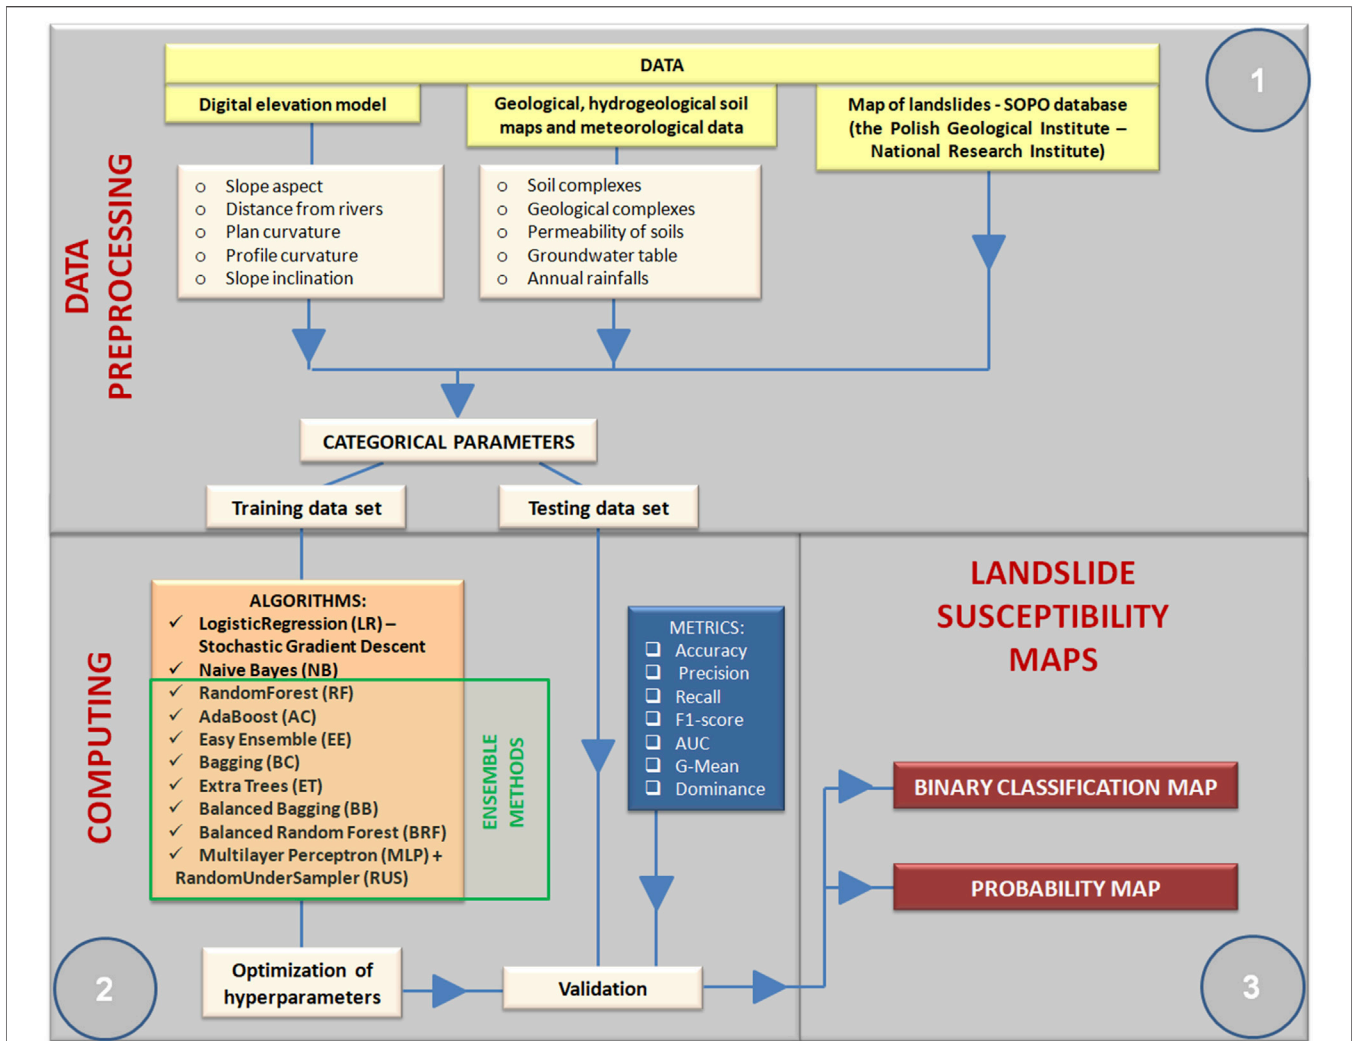 DATA
PREPROCESSING
1
DATA
Digital elevation model
Geological, hydrogeological soil
maps and meteorological data
Map of landslides - SOPO database
(the Polish Geological Institute –
National Research Institute)
o Slope aspect
o Distance from rivers
o Plan curvature
o Profile curvature
o Slope inclination
o Soil complexes
o Geological complexes
o Permeability of soils
o Groundwater table
o Annual rainfalls
CATEGORICAL PARAMETERS
Training data set
Testing data set
COMPUTING
2
ALGORITHMS:
✓ LogisticRegression (LR) –
Stochastic Gradient Descent
✓ Naive Bayes (NB)
✓ RandomForest (RF)
✓ AdaBoost (AC)
✓ Easy Ensemble (EE)
✓ Bagging (BC)
✓ Extra Trees (ET)
✓ Balanced Bagging (BB)
✓ Balanced Random Forest (BRF)
✓ Multilayer Perceptron (MLP) +
RandomUnderSampler (RUS)
ENSEMBLE
METHODS
METRICS:
❑ Accuracy
❑ Precision
❑ Recall
❑ F1-score
❑ AUC
❑ G-Mean
❑ Dominance
Optimization of
hyperparameters
Validation
LANDSLIDE
SUSCEPTIBILITY
MAPS
BINARY CLASSIFICATION MAP
PROBABILITY MAP
3